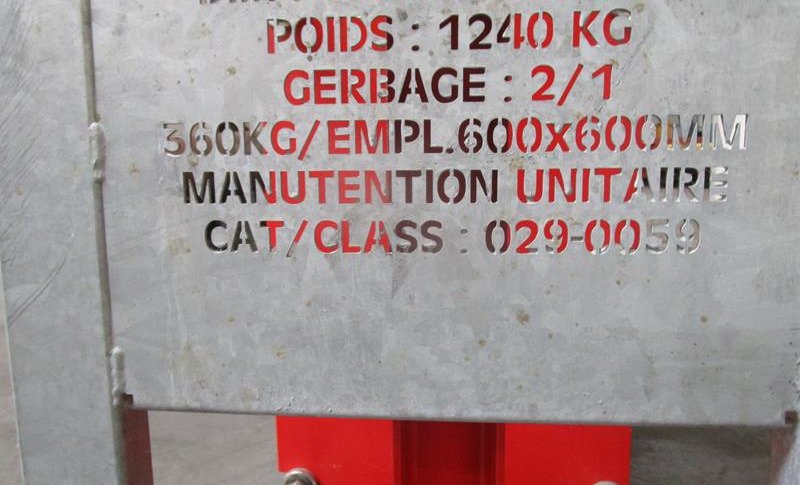 POIDS : 1240 KG
GERBAGE : 2/1
360KG/EMPL.600x600MM
MANUTENTION UNITAIRE
CAT/CLASS : 029-0059